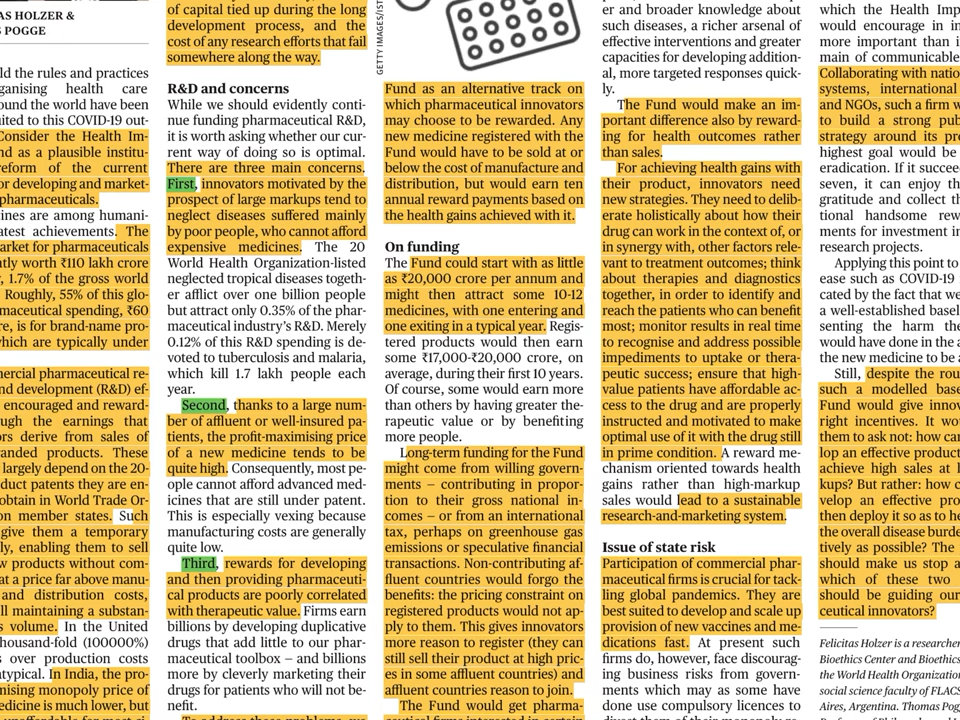 AS HOLZER &
S POGGE
ld the rules and practices
ganising health care
ound the world have been
uited to this COVID-19 out-
Consider the Health Im-
nd as a plausible institu-
reform of the current
or developing and market-
pharmaceuticals.
ines are among humani-
atest achievements. The
arket for pharmaceuticals
ntly worth ₹110 lakh crore
, 1.7% of the gross world
Roughly, 55% of this glo-
maceutical spending, ₹60
re, is for brand-name pro-
which are typically under
mercial pharmaceutical re-
nd development (R&D) ef-
encouraged and reward-
ough the earnings that
ors derive from sales of
randed products. These
largely depend on the 20-
duct patents they are en-
obtain in World Trade Or-
on member states. Such
give them a temporary
ly, enabling them to sell
w products without com-
at a price far above manu-
and distribution costs,
ll maintaining a substan-
s volume. In the United
thousand-fold (100000%)
s over production costs
typical. In India, the pro-
nising monopoly price of
edicine is much lower, but
of capital tied up during the long
development process, and the
cost of any research efforts that fail
somewhere along the way.
R&D and concerns
While we should evidently conti-
nue funding pharmaceutical R&D,
it is worth asking whether our cur-
rent way of doing so is optimal.
There are three main concerns.
First, innovators motivated by the
prospect of large markups tend to
neglect diseases suffered mainly
by poor people, who cannot afford
expensive medicines. The 20
World Health Organization-listed
neglected tropical diseases togeth-
er afflict over one billion people
but attract only 0.35% of the phar-
maceutical industry's R&D. Merely
0.12% of this R&D spending is de-
voted to tuberculosis and malaria,
which kill 1.7 lakh people each
year.
Second, thanks to a large num-
ber of affluent or well-insured pa-
tients, the profit-maximising price
of a new medicine tends to be
quite high. Consequently, most pe-
ople cannot afford advanced med-
icines that are still under patent.
This is especially vexing because
manufacturing costs are generally
quite low.
Third, rewards for developing
and then providing pharmaceuti-
cal products are poorly correlated
with therapeutic value. Firms earn
billions by developing duplicative
drugs that add little to our phar-
maceutical toolbox – and billions
more by cleverly marketing their
drugs for patients who will not be-
nefit.
GETTY IMAGES/IST
Fund as an alternative track on
which pharmaceutical innovators
may choose to be rewarded. Any
new medicine registered with the
Fund would have to be sold at or
below the cost of manufacture and
distribution, but would earn ten
annual reward payments based on
the health gains achieved with it.
On funding
The Fund could start with as little
as ₹20,000 crore per annum and
might then attract some 10-12
medicines, with one entering and
one exiting in a typical year. Regis-
tered products would then earn
some ₹17,000-₹20,000 crore, on
average, during their first 10 years.
Of course, some would earn more
than others by having greater the-
rapeutic value or by benefiting
more people.
Long-term funding for the Fund
might come from willing govern-
ments – contributing in propor-
tion to their gross national in-
comes – or from an international
tax, perhaps on greenhouse gas
emissions or speculative financial
transactions. Non-contributing af-
fluent countries would forgo the
benefits: the pricing constraint on
registered products would not ap-
ply to them. This gives innovators
more reason to register (they can
still sell their product at high pric-
es in some affluent countries) and
affluent countries reason to join.
The Fund would get pharma-
er and broader knowledge about
such diseases, a richer arsenal of
effective interventions and greater
capacities for developing addition-
al, more targeted responses quick-
ly.
The Fund would make an im-
portant difference also by reward-
ing for health outcomes rather
than sales.
For achieving health gains with
their product, innovators need
new strategies. They need to delib-
erate holistically about how their
drug can work in the context of, or
in synergy with, other factors rele-
vant to treatment outcomes; think
about therapies and diagnostics
together, in order to identify and
reach the patients who can benefit
most; monitor results in real time
to recognise and address possible
impediments to uptake or thera-
peutic success; ensure that high-
value patients have affordable ac-
cess to the drug and are properly
instructed and motivated to make
optimal use of it with the drug still
in prime condition. A reward me-
chanism oriented towards health
gains rather than high-markup
sales would lead to a sustainable
research-and-marketing system.
Issue of state risk
Participation of commercial phar-
maceutical firms is crucial for tack-
ling global pandemics. They are
best suited to develop and scale up
provision of new vaccines and me-
dications fast. At present such
firms do, however, face discourag-
ing business risks from govern-
ments which may as some have
done use compulsory licences to
which the Health Imp
would encourage in in
more important than i
main of communicable
Collaborating with natio
systems, international
and NGOs, such a firm w
to build a strong pub
strategy around its pro
highest goal would be
eradication. If it succee
seven, it can enjoy th
gratitude and collect th
tional handsome rew
ments for investment in
research projects.
Applying this point to
ease such as COVID-19 i
cated by the fact that we
a well-established basel
senting the harm the
would have done in the a
the new medicine to be a
Still, despite the rou
such a modelled base
Fund would give innov
right incentives. It wo
them to ask not: how can
lop an effective product
achieve high sales at l
kups? But rather: how c
velop an effective pro
then deploy it so as to he
the overall disease burde
tively as possible? The
should make us stop a
which of these two
should be guiding our
ceutical innovators?
Felicitas Holzer is a researcher
Bioethics Center and Bioethics
the World Health Organization
social science faculty of FLACS
Aires, Argentina. Thomas Pog